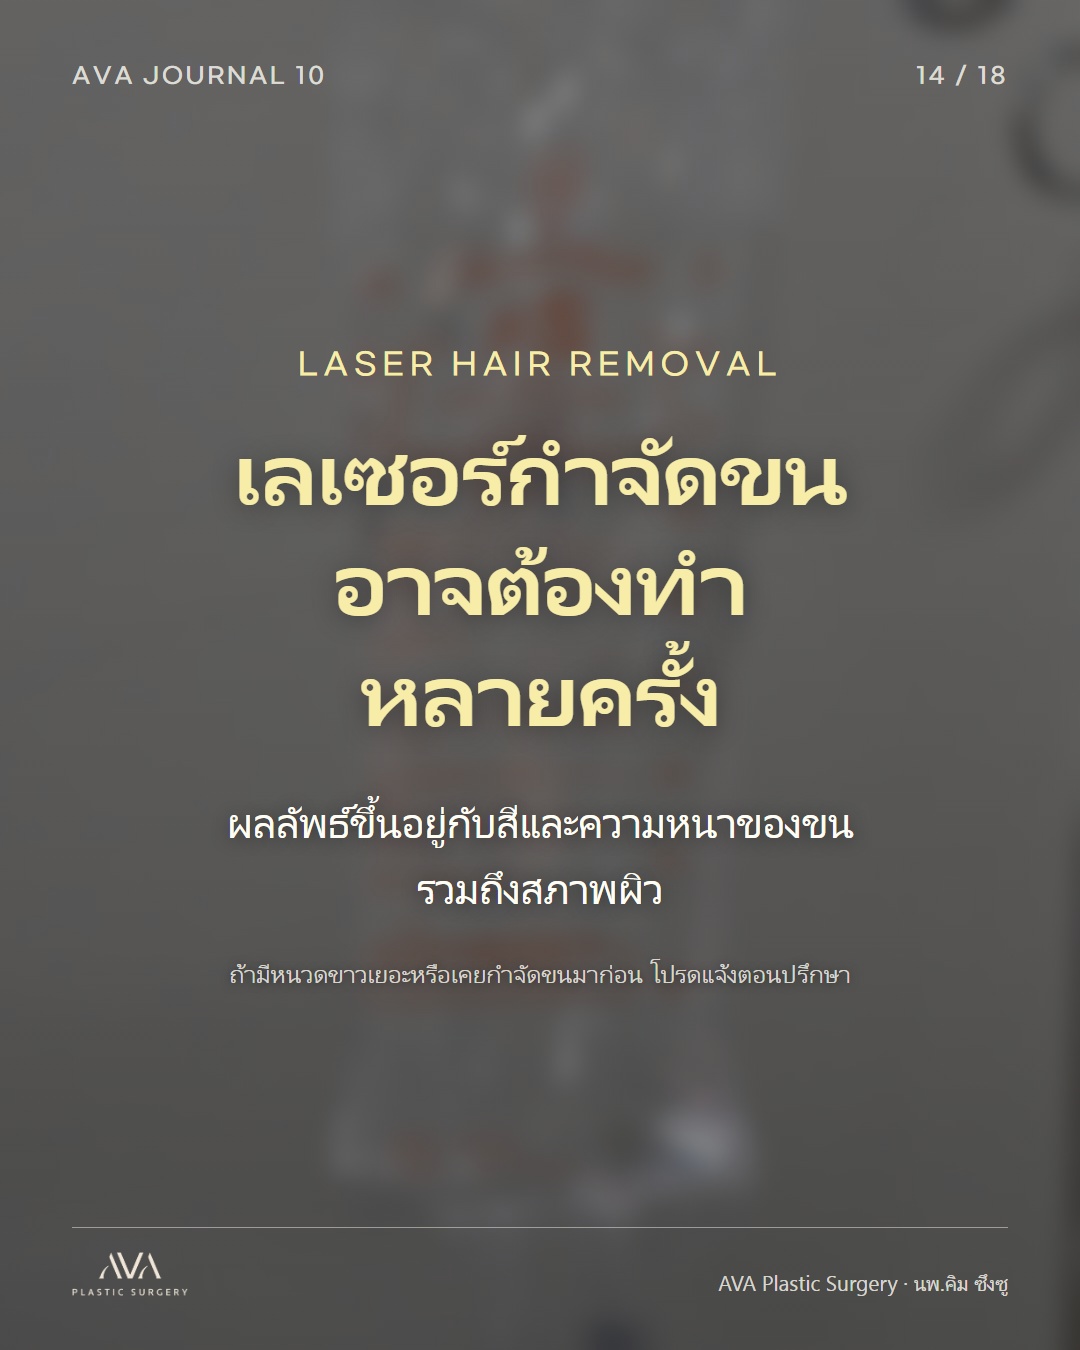 AVA JOURNAL 10
14 / 18
LASER HAIR REMOVAL
เลเซอร์กำจัดขน
อาจต้องทำ
หลายครั้ง
ผลลัพธ์ขึ้นอยู่กับสีและความหนาของขน
รวมถึงสภาพผิว
ถ้ามีหนวดขาวเยอะหรือเคยกำจัดขนมาก่อน โปรดแจ้งตอนปรึกษา
AVA
PLASTIC SURGERY
AVA Plastic Surgery · นพ.คิม ซึงซู